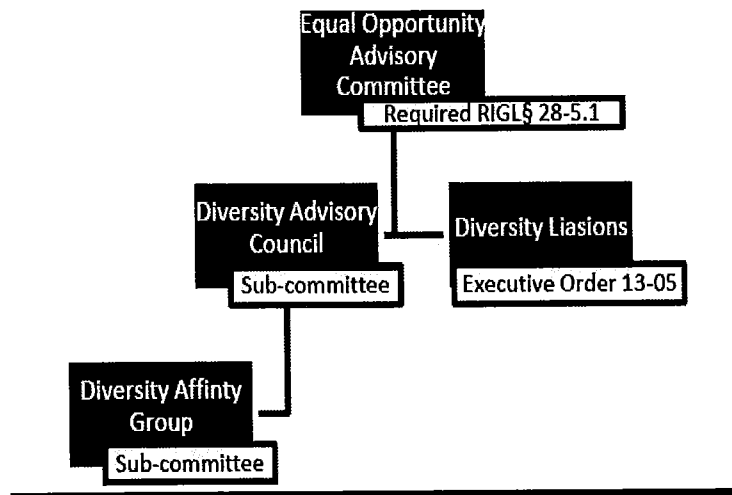 Equal Opportunity
Advisory
Committee
Required RIGL§ 28-5.1
Diversity Advisory
Council
Sub-committee
Diversity Liasions
Executive Order 13-05
Diversity Affinty
Group
Sub-committee